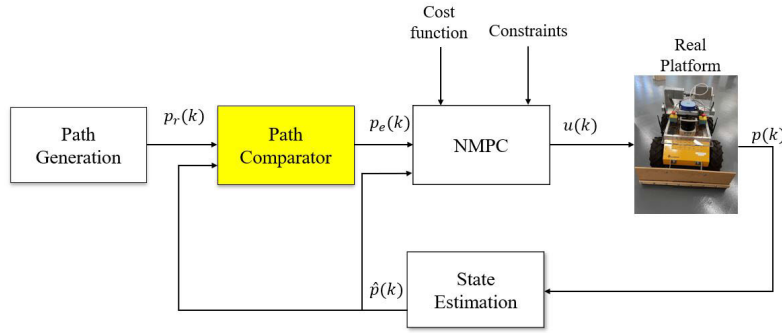 Cost
function
Constraints
Real
Platform
Path
Generation
p_r(k)
Path
Comparator
p_e(k)
NMPC
u(k)
p(k)
p̂(k)
State
Estimation